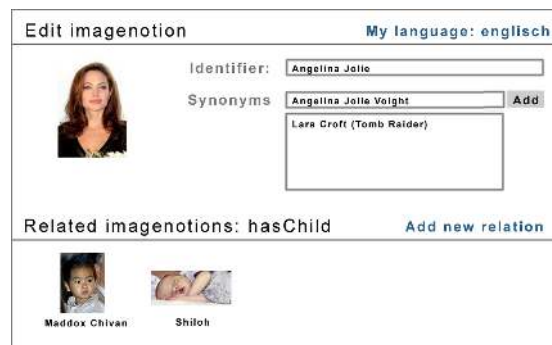 Edit imagenotion
My language: englisch
Identifier: Angelina Jolie
Synonyms Angelina Jolie Voight Add
Lara Croft (Tomb Raider)
Related imagenotions: hasChild
Add new relation
Maddox Chivan Shiloh